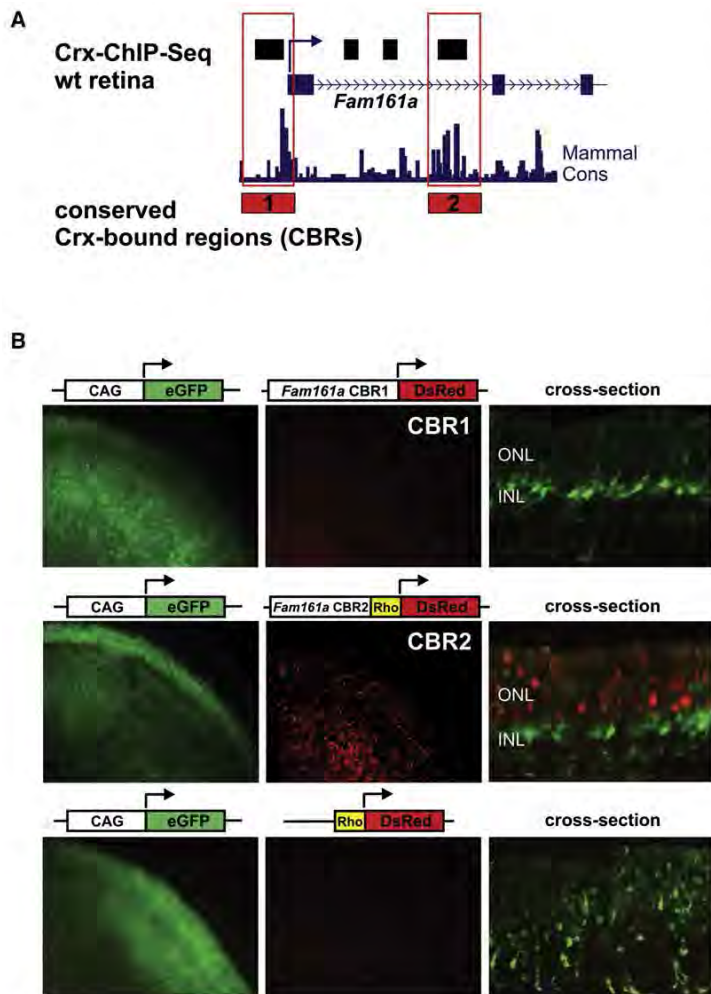 A
Crx-ChIP-Seq
wt retina
Fam161a
Mammal
Cons
1
2
conserved
Crx-bound regions (CBRs)
B
CAG eGFP
Fam161a CBR1 DsRed
cross-section
CBR1
ONL
INL
CAG eGFP
Fam161a CBR2 Rho DsRed
cross-section
CBR2
ONL
INL
CAG eGFP
Rho DsRed
cross-section